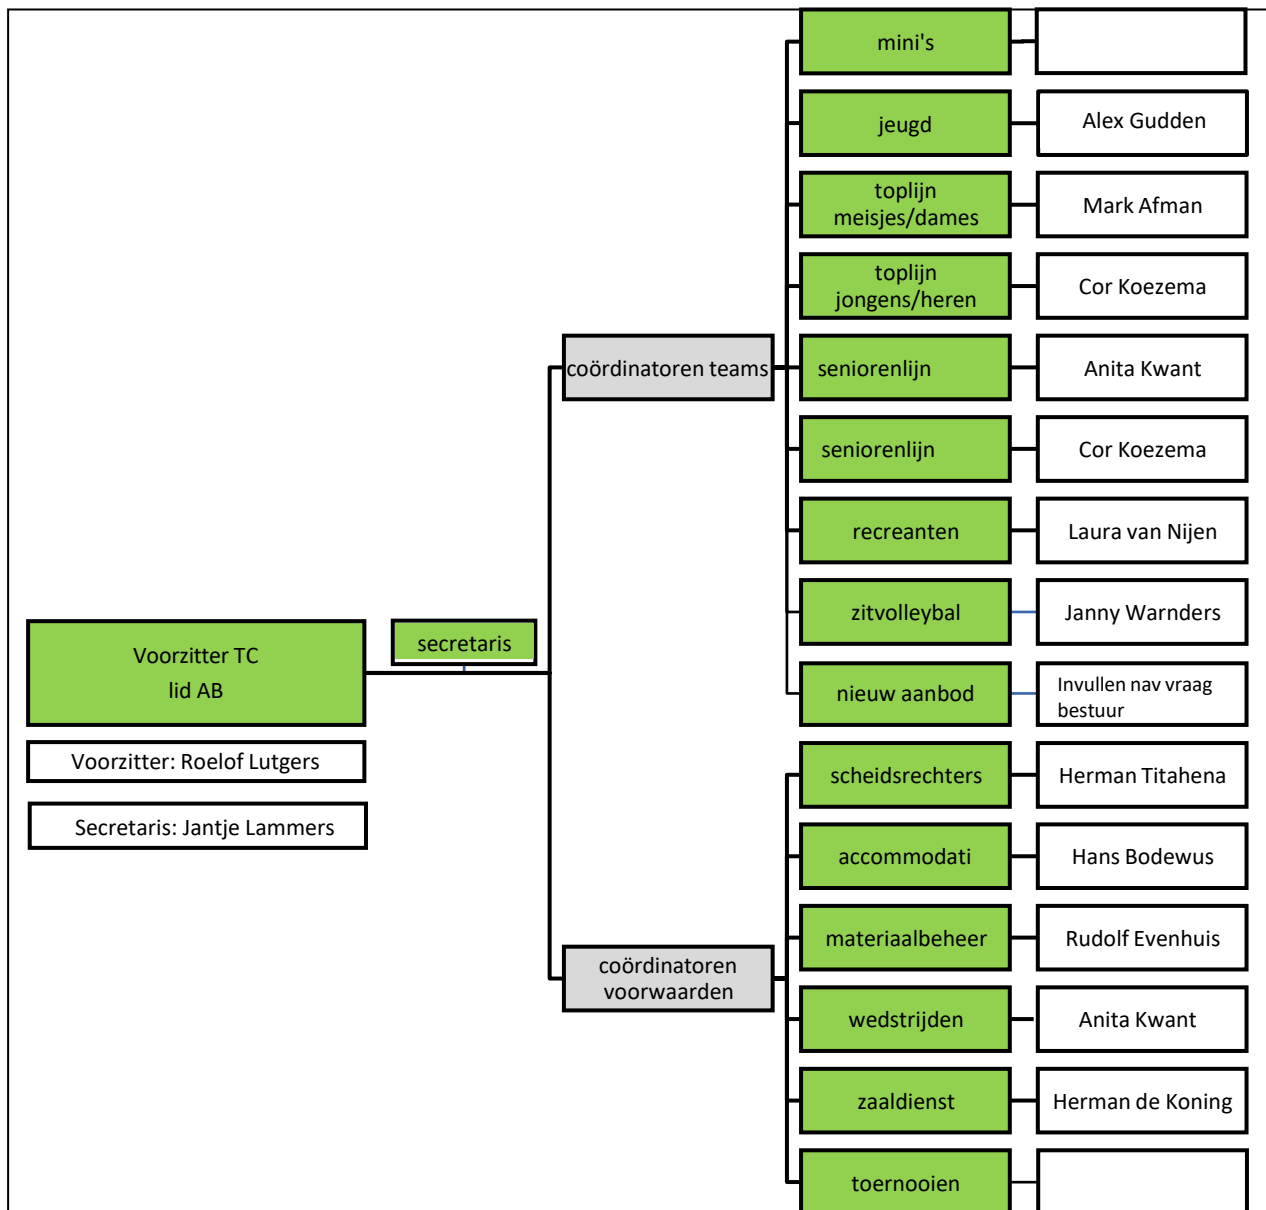 mini's
jeugd
Alex Gudden
toplijn
meisjes/dames
Mark Afman
toplijn
jongens/heren
Cor Koezema
coördinatoren teams
seniorenlijn
Anita Kwant
seniorenlijn
Cor Koezema
recreanten
Laura van Nijen
zitvolleybal
Janny Warnders
Voorzitter TC
lid AB
secretaris
nieuw aanbod
Invullen nav vraag
bestuur
Voorzitter: Roelof Lutgers
Secretaris: Jantje Lammers
scheidsrechters
Herman Titahena
accommodati
Hans Bodewus
materiaalbeheer
Rudolf Evenhuis
coördinatoren
voorwaarden
wedstrijden
Anita Kwant
zaaldienst
Herman de Koning
toernooien